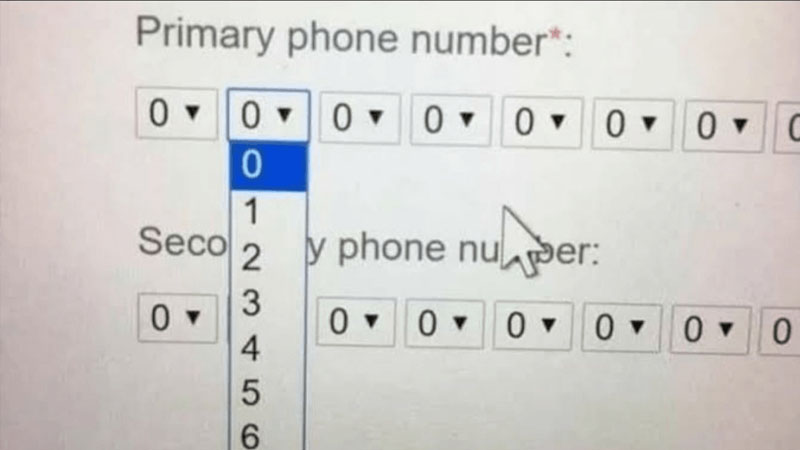 Primary phone number*:
0 ▼ 0 ▼ 0 ▼ 0 ▼ 0 ▼ 0 ▼ 0 ▼
0
1
Seco y phone nu ber:
2
3
0 ▼ 0 ▼ 0 ▼ 0 ▼ 0 ▼ 0 ▼ 0
4
5
6